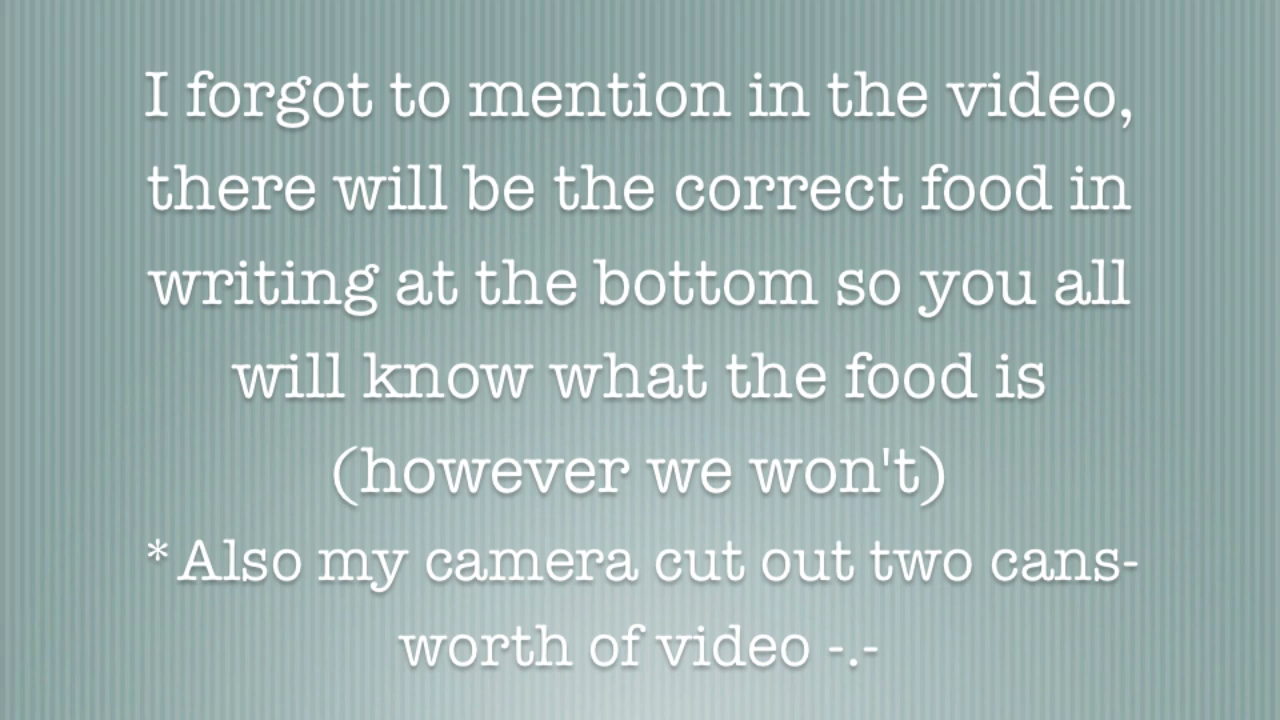 I forgot to mention in the video,
there will be the correct food in
writing at the bottom so you all
will know what the food is
(however we won't)
*Also my camera cut out two cans-
worth of video -.-